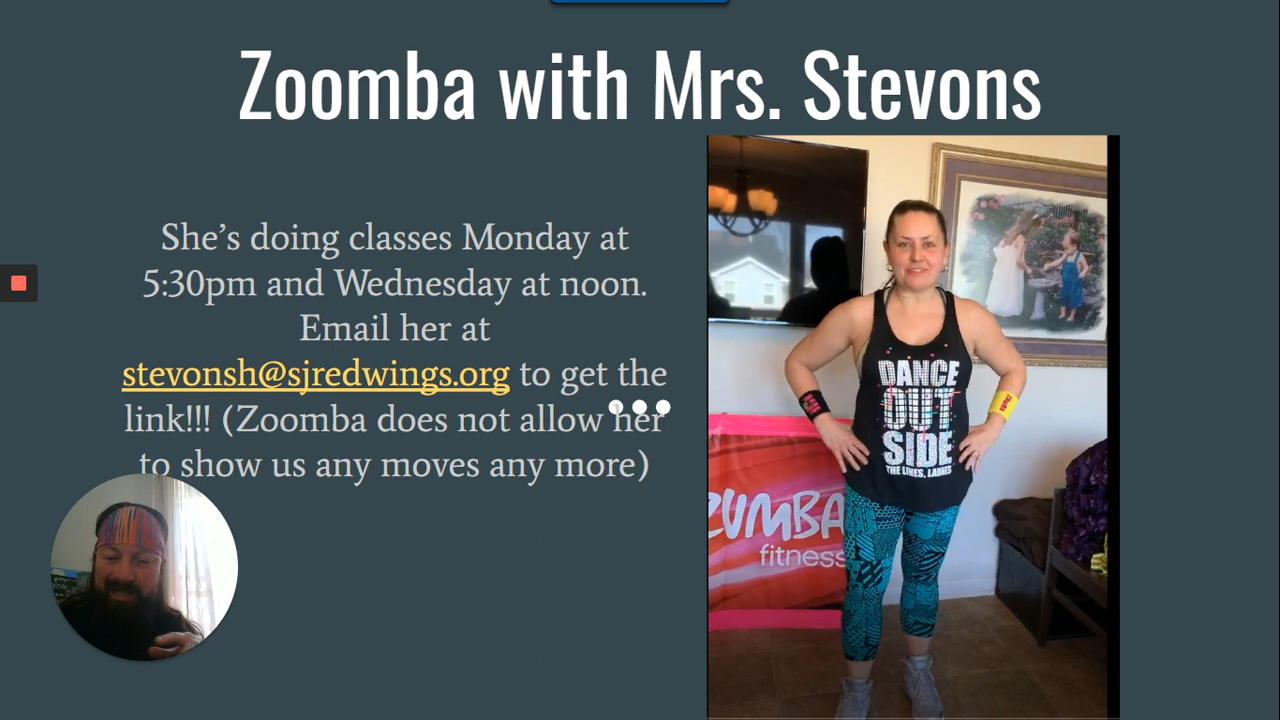 Zoomba with Mrs. Stevons
She’s doing classes Monday at
5:30pm and Wednesday at noon.
Email her at
stevonsh@sjredwings.org to get the
link!!! (Zoomba does not allow her
to show us any moves any more)
DANCE
OUT
SIDE
THE LINES, LADIES
ZUMBA
fitness